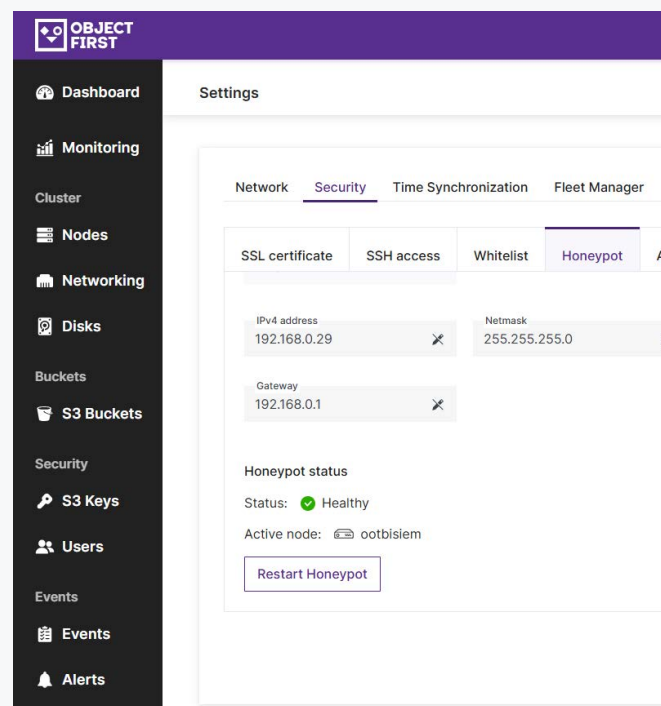 OBJECT
FIRST
Dashboard
Settings
Monitoring
Network Security Time Synchronization Fleet Manager
Cluster
Nodes
SSL certificate SSH access Whitelist Honeypot A
Networking
IPv4 address Netmask
192.168.0.29 255.255.255.0
Disks
Buckets
Gateway
192.168.0.1
S3 Buckets
Security
Honeypot status
S3 Keys
Status: Healthy
Active node: ootbisiem
Users
Restart Honeypot
Events
Events
Alerts